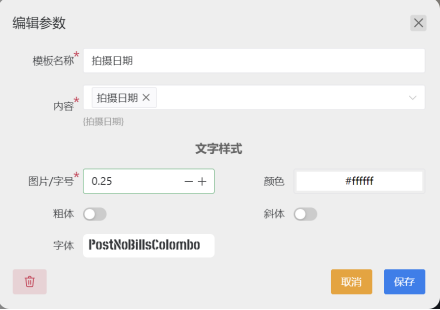 编辑参数
模板名称* 拍摄日期
内容* 拍摄日期
(拍摄日期)
文字样式
图片/字号* 0.25 颜色 #ffffff
粗体 斜体
字体 PostNoBillsColombo
取消 保存